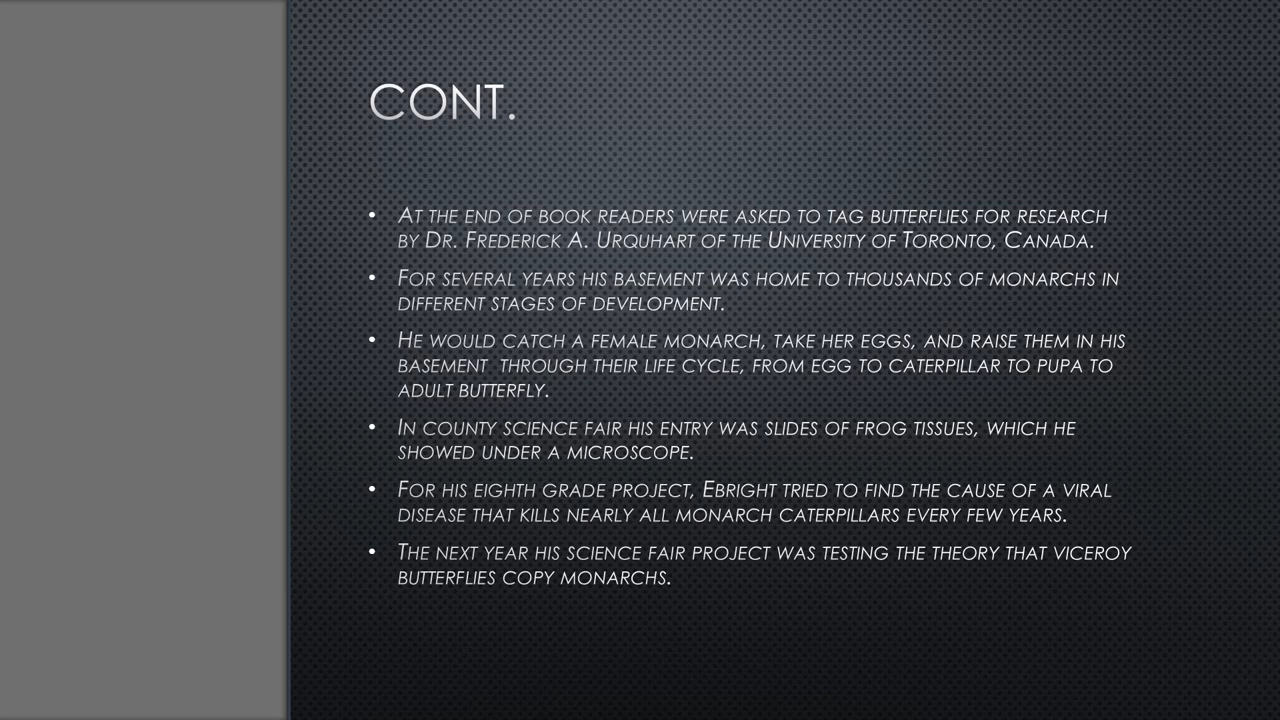 CONT.
• AT THE END OF BOOK READERS WERE ASKED TO TAG BUTTERFLIES FOR RESEARCH
BY DR. FREDERICK A. URQUHART OF THE UNIVERSITY OF TORONTO, CANADA.
• FOR SEVERAL YEARS HIS BASEMENT WAS HOME TO THOUSANDS OF MONARCHS IN
DIFFERENT STAGES OF DEVELOPMENT.
• HE WOULD CATCH A FEMALE MONARCH, TAKE HER EGGS, AND RAISE THEM IN HIS
BASEMENT THROUGH THEIR LIFE CYCLE, FROM EGG TO CATERPILLAR TO PUPA TO
ADULT BUTTERFLY.
• IN COUNTY SCIENCE FAIR HIS ENTRY WAS SLIDES OF FROG TISSUES, WHICH HE
SHOWED UNDER A MICROSCOPE.
• FOR HIS EIGHTH GRADE PROJECT, EBRIGHT TRIED TO FIND THE CAUSE OF A VIRAL
DISEASE THAT KILLS NEARLY ALL MONARCH CATERPILLARS EVERY FEW YEARS.
• THE NEXT YEAR HIS SCIENCE FAIR PROJECT WAS TESTING THE THEORY THAT VICEROY
BUTTERFLIES COPY MONARCHS.